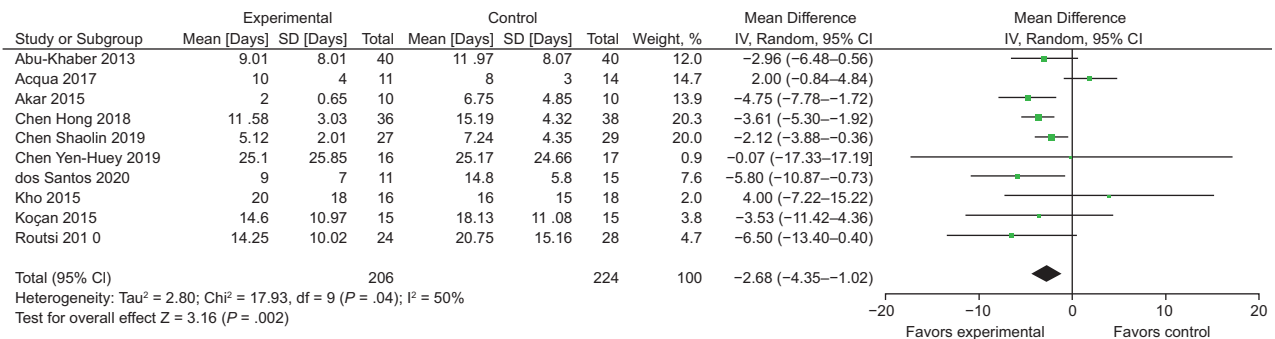 Experimental Control Mean Difference Mean Difference
Study or Subgroup Mean [Days] SD [Days] Total Mean [Days] SD [Days] Total Weight, % IV, Random, 95% CI IV, Random, 95% CI
Abu-Khaber 2013 9.01 8.01 40 11 .97 8.07 40 12.0 −2.96 (−6.48–0.56)
Acqua 2017 10 4 11 8 3 14 14.7 2.00 (−0.84–4.84)
Akar 2015 2 0.65 10 6.75 4.85 10 13.9 −4.75 (−7.78–−1.72)
Chen Hong 2018 11 .58 3.03 36 15.19 4.32 38 20.3 −3.61 (−5.30–−1.92)
Chen Shaolin 2019 5.12 2.01 27 7.24 4.35 29 20.0 −2.12 (−3.88–−0.36)
Chen Yen-Huey 2019 25.1 25.85 16 25.17 24.66 17 0.9 −0.07 (−17.33–17.19]
dos Santos 2020 9 7 11 14.8 5.8 15 7.6 −5.80 (−10.87–−0.73)
Kho 2015 20 18 16 16 15 18 2.0 4.00 (−7.22–15.22)
Koçan 2015 14.6 10.97 15 18.13 11 .08 15 3.8 −3.53 (−11.42–4.36)
Routsi 201 0 14.25 10.02 24 20.75 15.16 28 4.7 −6.50 (−13.40–0.40)
Total (95% CI) 206 224 100 −2.68 (−4.35–−1.02)
Heterogeneity: Tau² = 2.80; Chi² = 17.93, df = 9 (P = .04); I² = 50%
Test for overall effect Z = 3.16 (P = .002)
−20 −10 0 10 20
Favors experimental Favors control